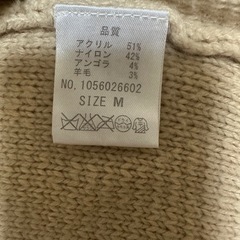 品質
アクリル 51%
ナイロン 42%
アンゴラ 4%
羊毛 3%
NO. 1056026602
SIZE M